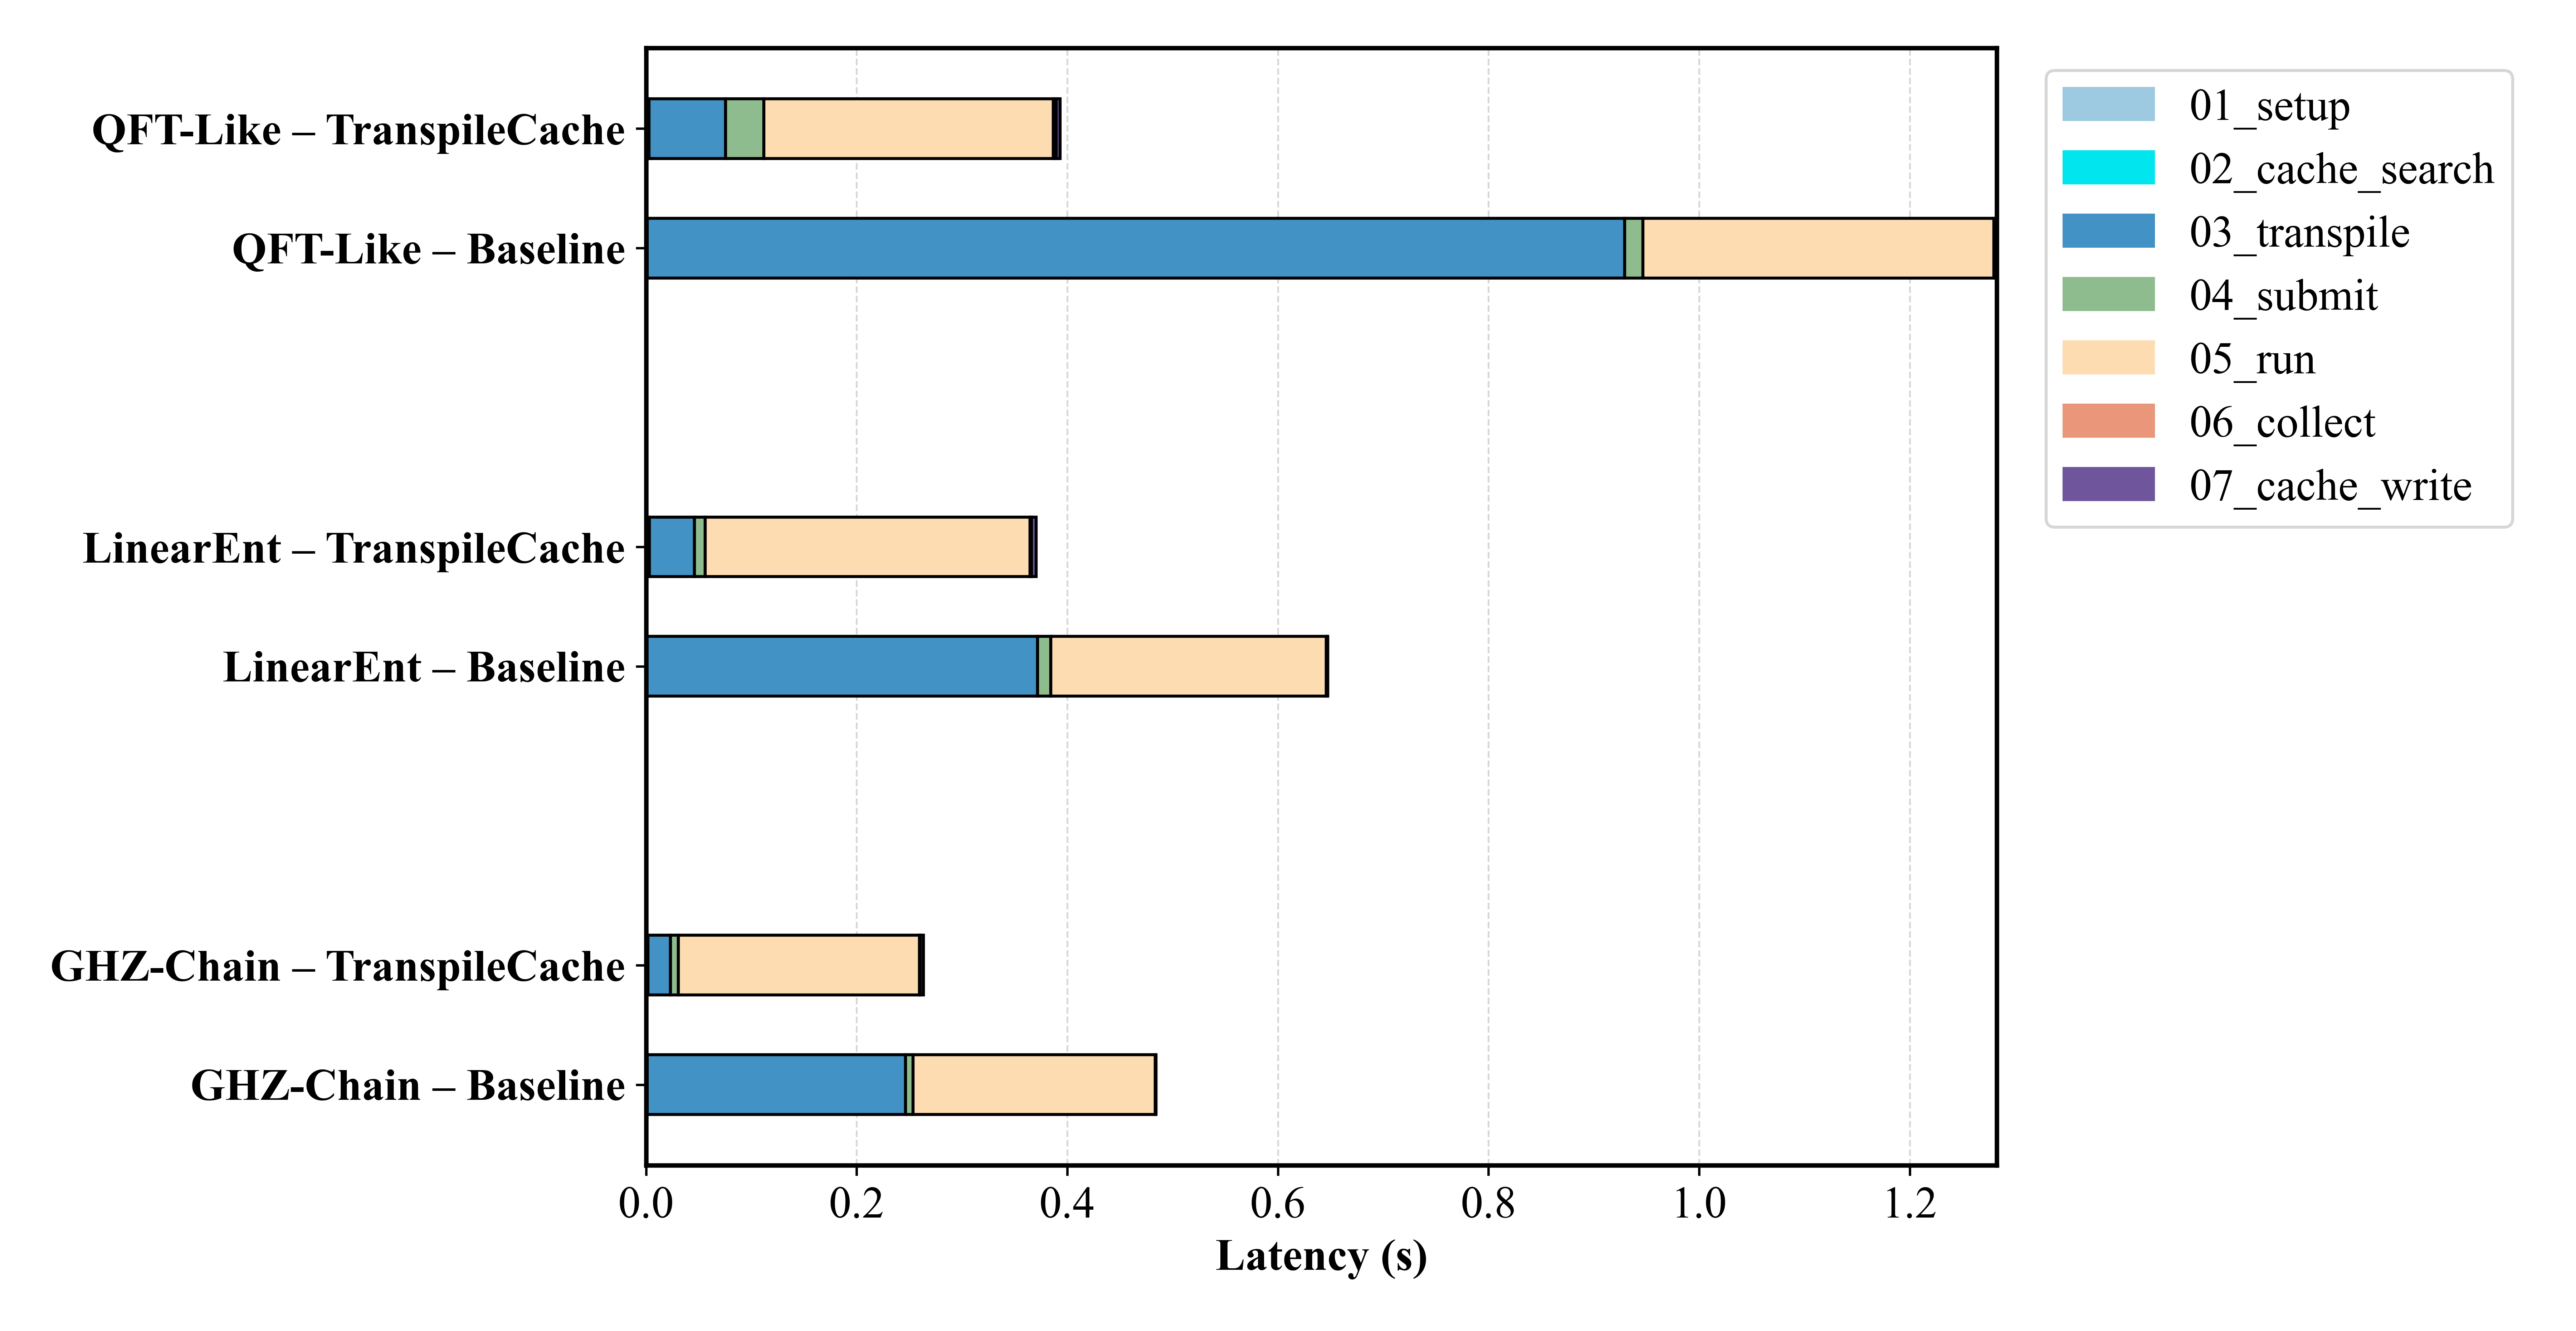 QFT-Like – TranspileCache
QFT-Like – Baseline
LinearEnt – TranspileCache
LinearEnt – Baseline
GHZ-Chain – TranspileCache
GHZ-Chain – Baseline
0.0 0.2 0.4 0.6 0.8 1.0 1.2
Latency (s)
01_setup
02_cache_search
03_transpile
04_submit
05_run
06_collect
07_cache_write